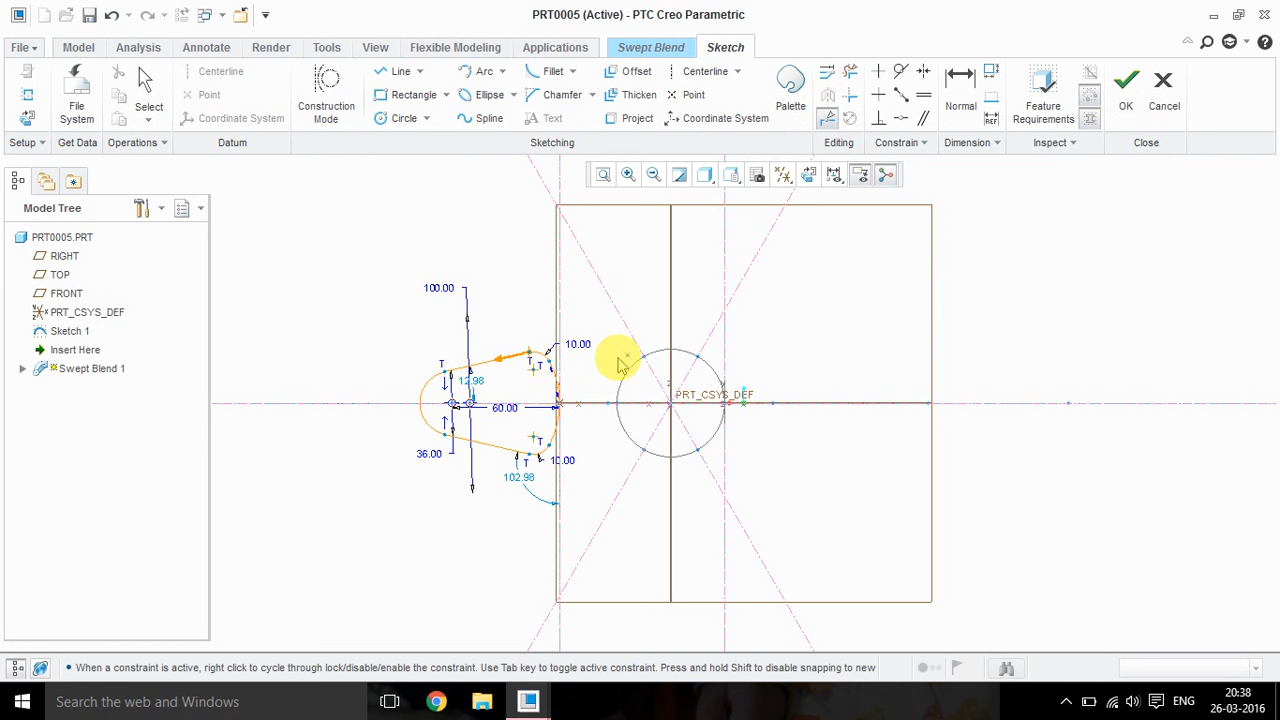 PRT0005 (Active) - PTC Creo Parametric
File Model Analysis Annotate Render Tools View Flexible Modeling Applications Swept Blend Sketch
Centerline Line Arc Fillet Offset Centerline
Point Rectangle Ellipse Chamfer Thicken Point
File System Select Construction Mode Palette Normal Feature Requirements OK Cancel
Coordinate System Circle Spline Text Project Coordinate System
Setup Get Data Operations Datum Sketching Editing Constrain Dimension Inspect Close
Model Tree
PRT0005.PRT
RIGHT
TOP
FRONT
PRT_CSYS_DEF
Sketch 1
Insert Here
Swept Blend 1
100.00
10.00
T
T
T
12.98
PRT_CSYS_DEF
60.00
T
36.00
T
10.00
102.98
When a constraint is active, right click to cycle through lock/disable/enable the constraint. Use Tab key to toggle active constraint. Press and hold Shift to disable snapping to new
Search the web and Windows
ENG
20:38
26-03-2016